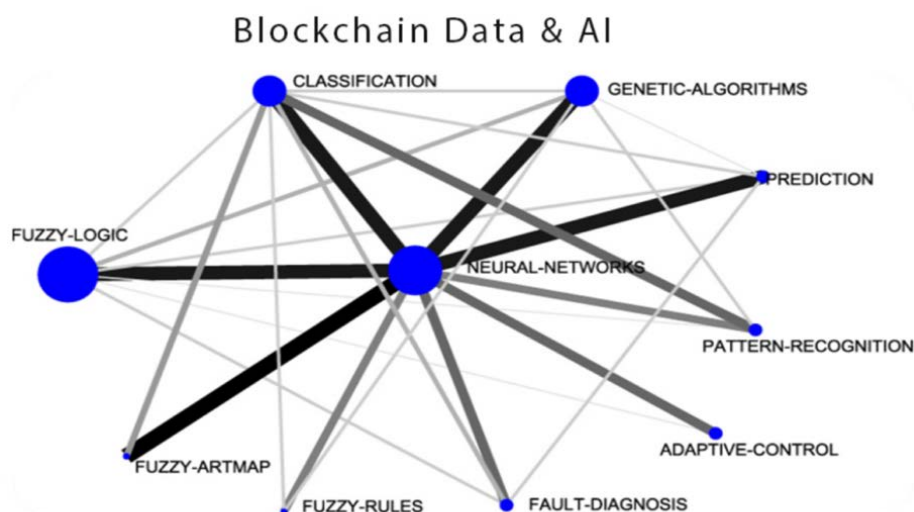 Blockchain Data & AI
CLASSIFICATION
GENETIC-ALGORITHMS
PREDICTION
FUZZY-LOGIC
NEURAL-NETWORKS
PATTERN-RECOGNITION
ADAPTIVE-CONTROL
FUZZY-ARTMAP
FUZZY-RULES
FAULT-DIAGNOSIS